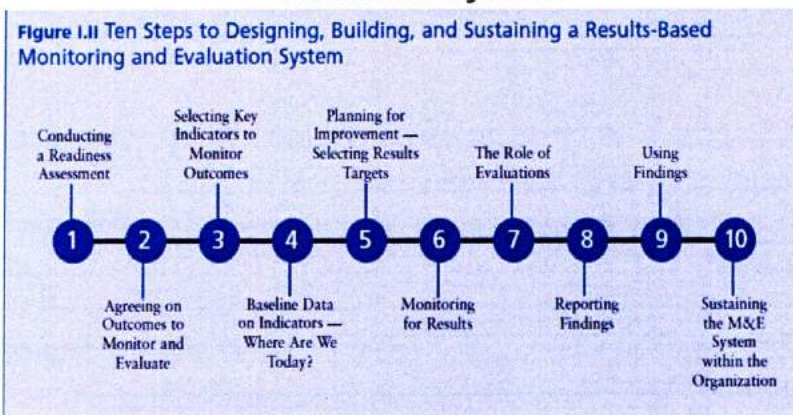 Figure I.II Ten Steps to Designing, Building, and Sustaining a Results-Based
Monitoring and Evaluation System
Conducting
a Readiness
Assessment
Selecting Key
Indicators to
Monitor
Outcomes
Planning for
Improvement —
Selecting Results
Targets
The Role of
Evaluations
Using
Findings
1 2 3 4 5 6 7 8 9 10
Agreeing on
Outcomes to
Monitor and
Evaluate
Baseline Data
on Indicators —
Where Are We
Today?
Monitoring
for Results
Reporting
Findings
Sustaining
the M&E
System
within the
Organization